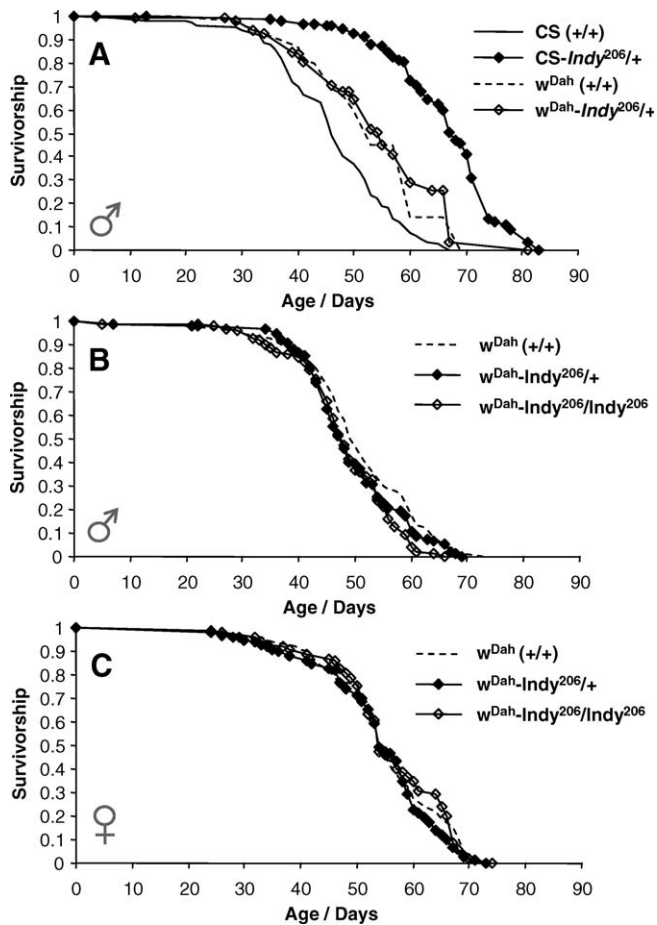 1
0.9
0.8
0.7
0.6
0.5
0.4
0.3
0.2
0.1
0
Survivorship
A
♂
CS (+/+)
CS-Indy²⁰⁶/+
wᴰᵃʰ (+/+)
wᴰᵃʰ-Indy²⁰⁶/+
0 10 20 30 40 50 60 70 80 90
Age / Days
1
0.9
0.8
0.7
0.6
0.5
0.4
0.3
0.2
0.1
0
Survivorship
B
♂
wᴰᵃʰ (+/+)
wᴰᵃʰ-Indy²⁰⁶/+
wᴰᵃʰ-Indy²⁰⁶/Indy²⁰⁶
0 10 20 30 40 50 60 70 80 90
Age / Days
1
0.9
0.8
0.7
0.6
0.5
0.4
0.3
0.2
0.1
0
Survivorship
C
♀
wᴰᵃʰ (+/+)
wᴰᵃʰ-Indy²⁰⁶/+
wᴰᵃʰ-Indy²⁰⁶/Indy²⁰⁶
0 10 20 30 40 50 60 70 80 90
Age / Days